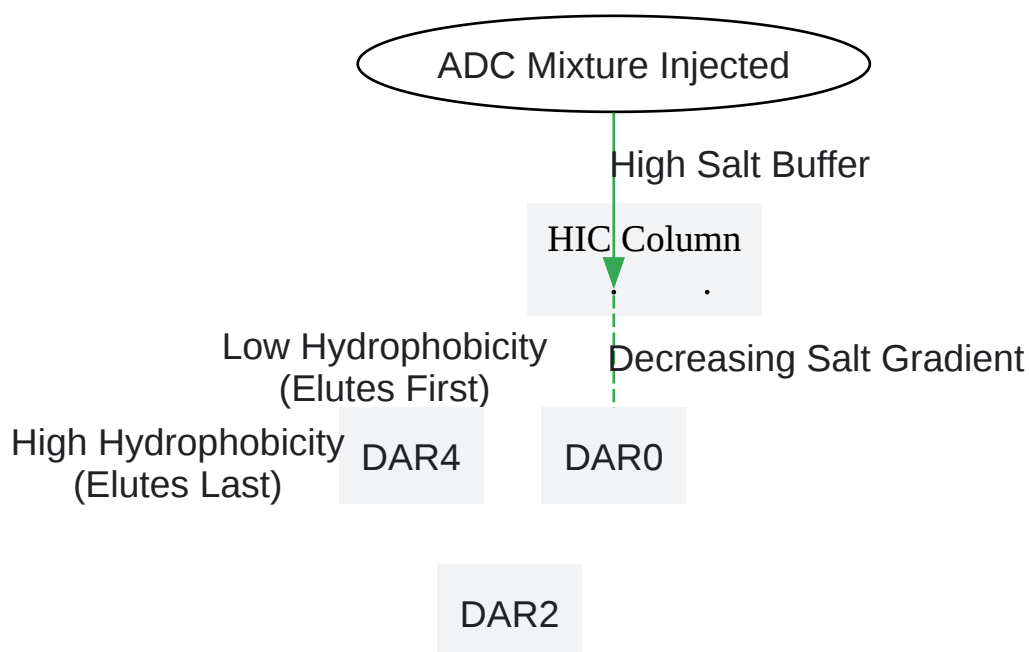 ADC Mixture Injected
High Salt Buffer
HIC Column
Low Hydrophobicity
(Elutes First)
Decreasing Salt Gradient
High Hydrophobicity
(Elutes Last)
DAR4
DAR0
DAR2